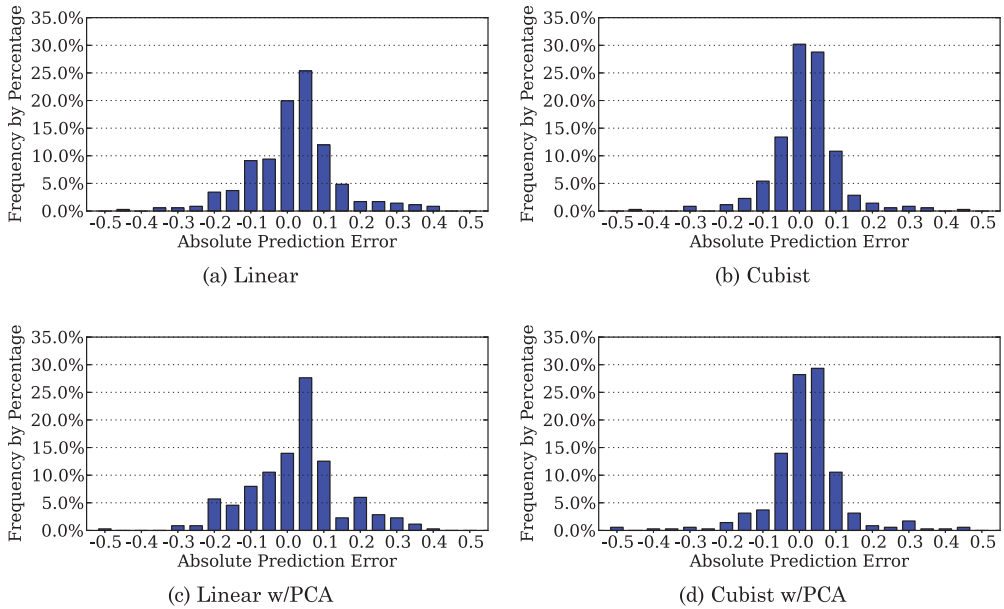 Frequency by Percentage
35.0%
30.0%
25.0%
20.0%
15.0%
10.0%
5.0%
0.0%
-0.5 -0.4 -0.3 -0.2 -0.1 0.0 0.1 0.2 0.3 0.4 0.5
Absolute Prediction Error
(a) Linear
Frequency by Percentage
35.0%
30.0%
25.0%
20.0%
15.0%
10.0%
5.0%
0.0%
-0.5 -0.4 -0.3 -0.2 -0.1 0.0 0.1 0.2 0.3 0.4 0.5
Absolute Prediction Error
(b) Cubist
Frequency by Percentage
35.0%
30.0%
25.0%
20.0%
15.0%
10.0%
5.0%
0.0%
-0.5 -0.4 -0.3 -0.2 -0.1 0.0 0.1 0.2 0.3 0.4 0.5
Absolute Prediction Error
(c) Linear w/PCA
Frequency by Percentage
35.0%
30.0%
25.0%
20.0%
15.0%
10.0%
5.0%
0.0%
-0.5 -0.4 -0.3 -0.2 -0.1 0.0 0.1 0.2 0.3 0.4 0.5
Absolute Prediction Error
(d) Cubist w/PCA